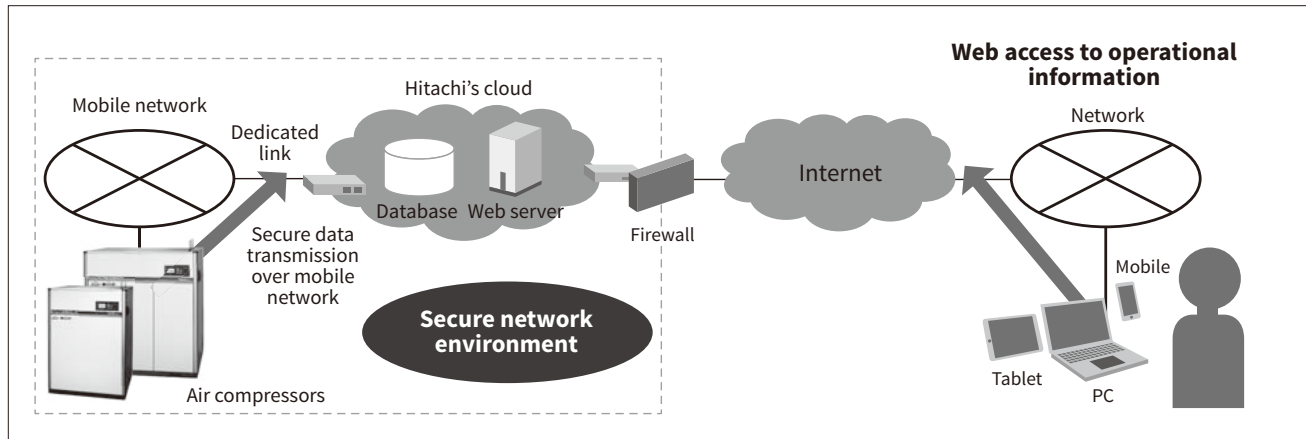 Web access to operational
information
Mobile network
Dedicated
link
Hitachi’s cloud
Database
Web server
Secure data
transmission
over mobile
network
Firewall
Internet
Network
Secure network
environment
Air compressors
Mobile
Tablet
PC